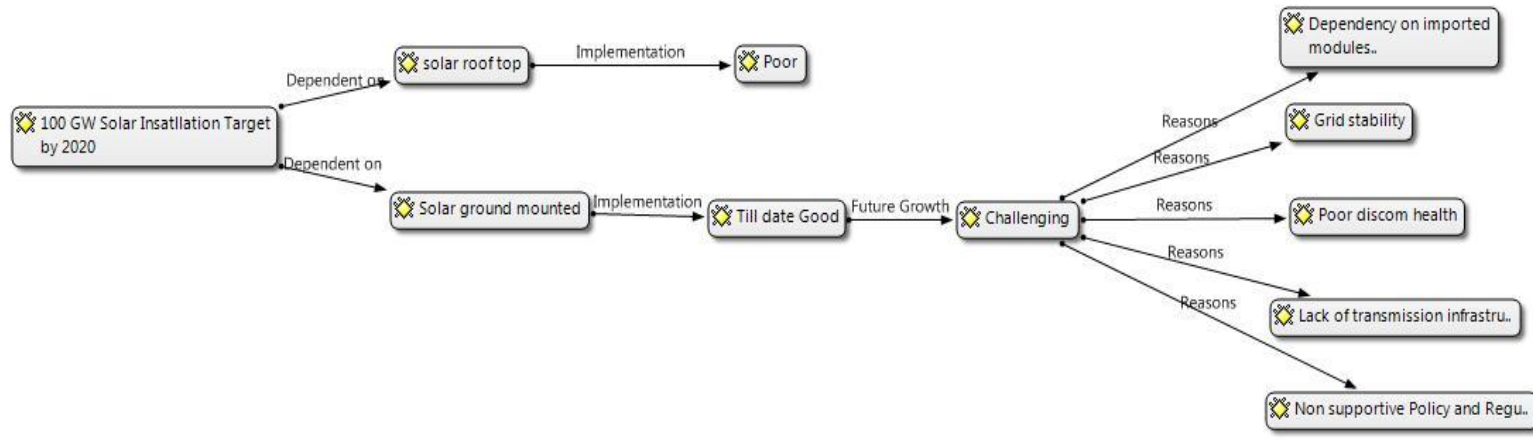 Dependency on imported
modules..
Implementation
solar roof top
Poor
Dependent on
100 GW Solar Insatllation Target
by 2020
Reasons
Grid stability
Dependent on
Reasons
Solar ground mounted
Implementation
Till date Good
Future Growth
Challenging
Reasons
Poor discom health
Reasons
Lack of transmission infrastru..
Reasons
Non supportive Policy and Regu..